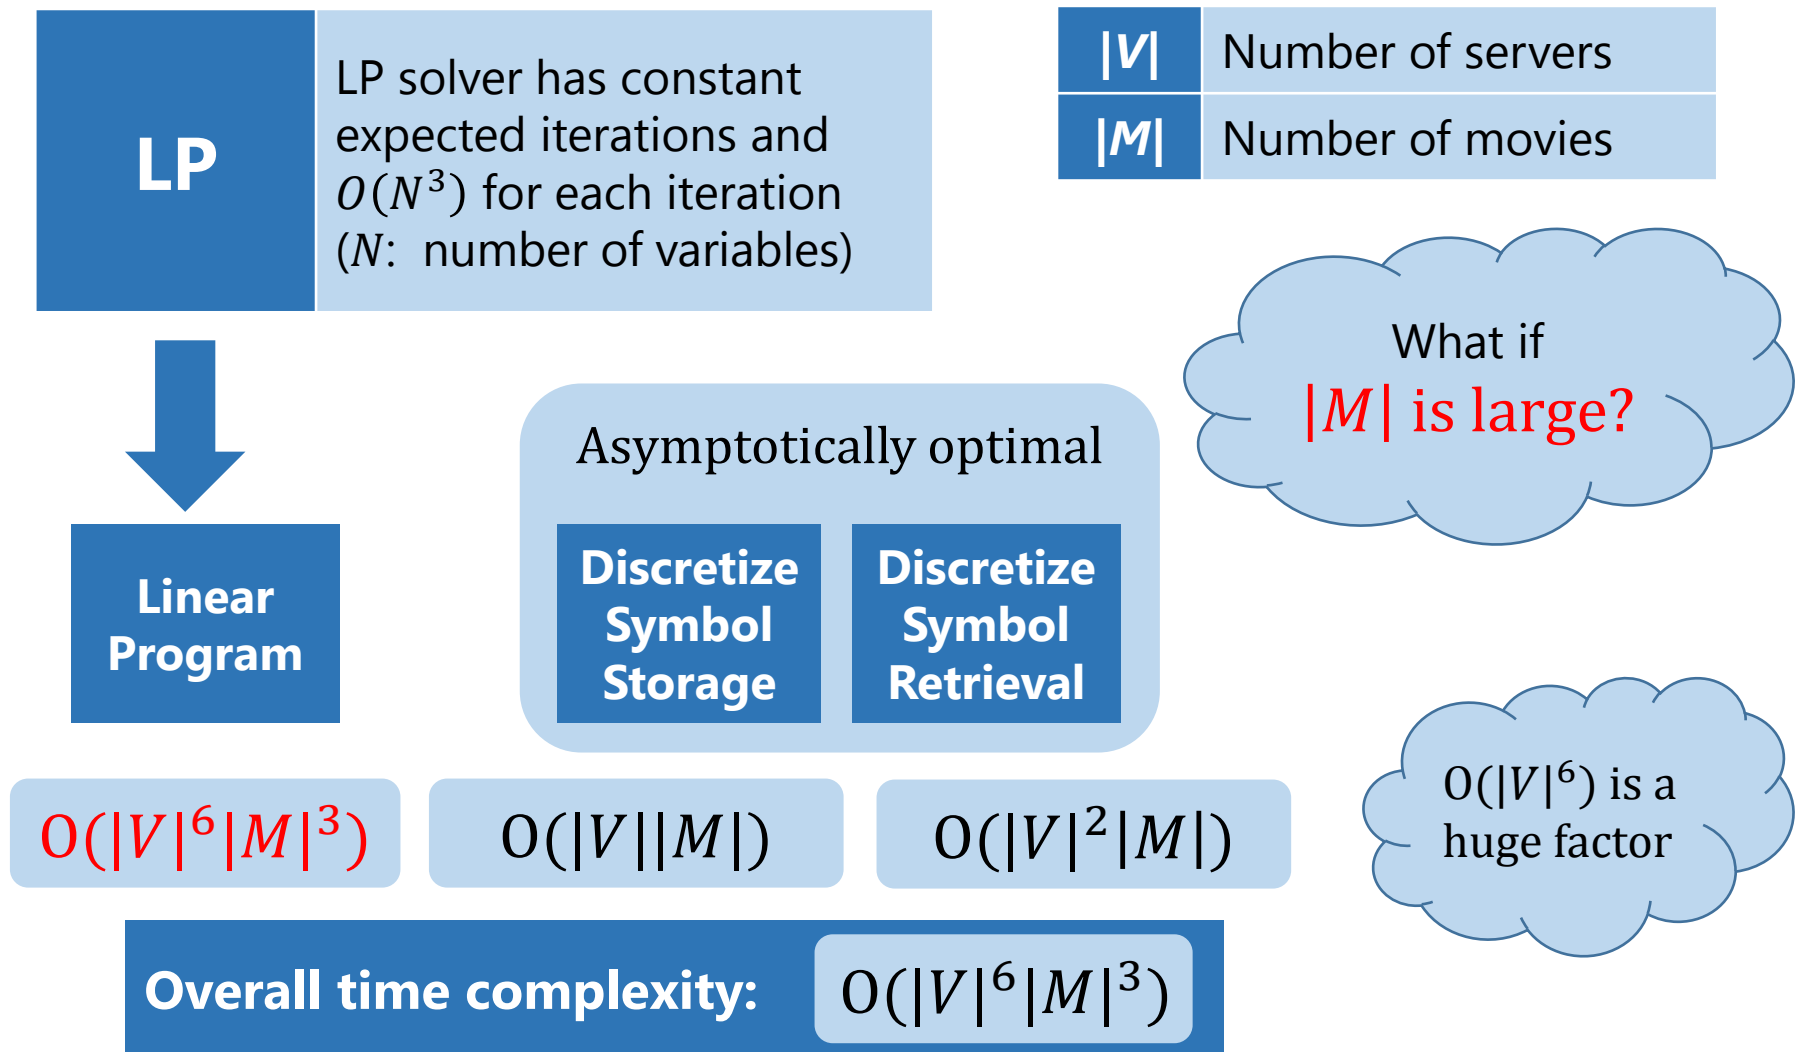 LP
LP solver has constant
expected iterations and
O(N³) for each iteration
(N: number of variables)
|V| Number of servers
|M| Number of movies
What if
|M| is large?
Asymptotically optimal
Linear
Program
Discretize
Symbol
Storage
Discretize
Symbol
Retrieval
O(|V|⁶|M|³)
O(|V||M|)
O(|V|²|M|)
O(|V|⁶) is a
huge factor
Overall time complexity: O(|V|⁶|M|³)